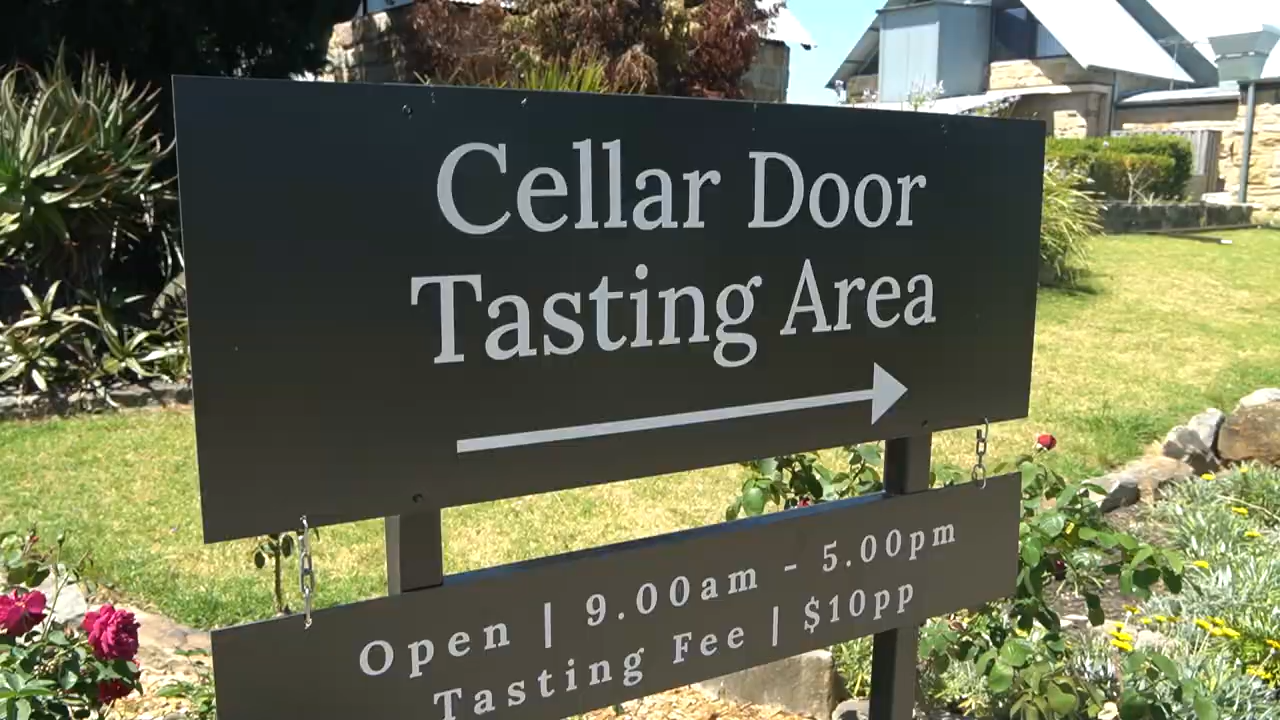 Cellar Door
Tasting Area
Open | 9.00am - 5.00pm
Tasting Fee | $10pp